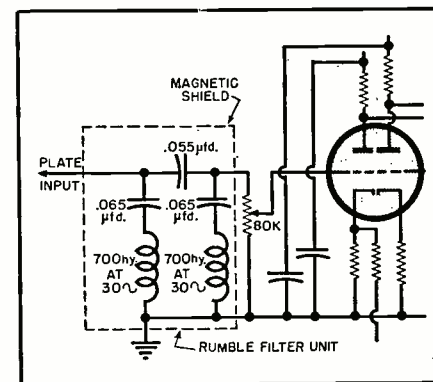 MAGNETIC
SHIELD
.055µfd.
PLATE
INPUT
.065
µfd.
.065
µfd.
80K
700hy.
AT
30~
700hy.
AT
30~
RUMBLE FILTER UNIT